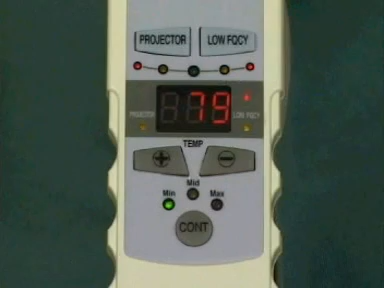 PROJECTOR LOW FQCY
79
PROJECTOR LOW FQCY
TEMP
+ −
Mid
Min Max
CONT